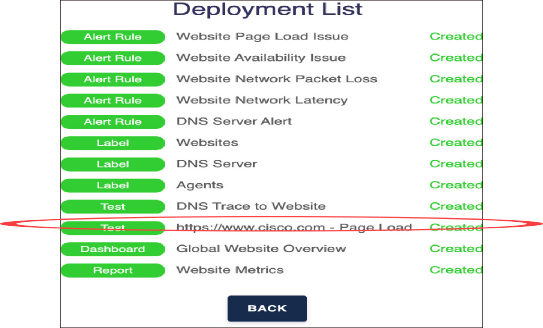 Deployment List
Alert Rule Website Page Load Issue Created
Alert Rule Website Availability Issue Created
Alert Rule Website Network Packet Loss Created
Alert Rule Website Network Latency Created
Alert Rule DNS Server Alert Created
Label Websites Created
Label DNS Server Created
Label Agents Created
Test DNS Trace to Website Created
Test https://www.cisco.com - Page Load Created
Dashboard Global Website Overview Created
Report Website Metrics Created
BACK